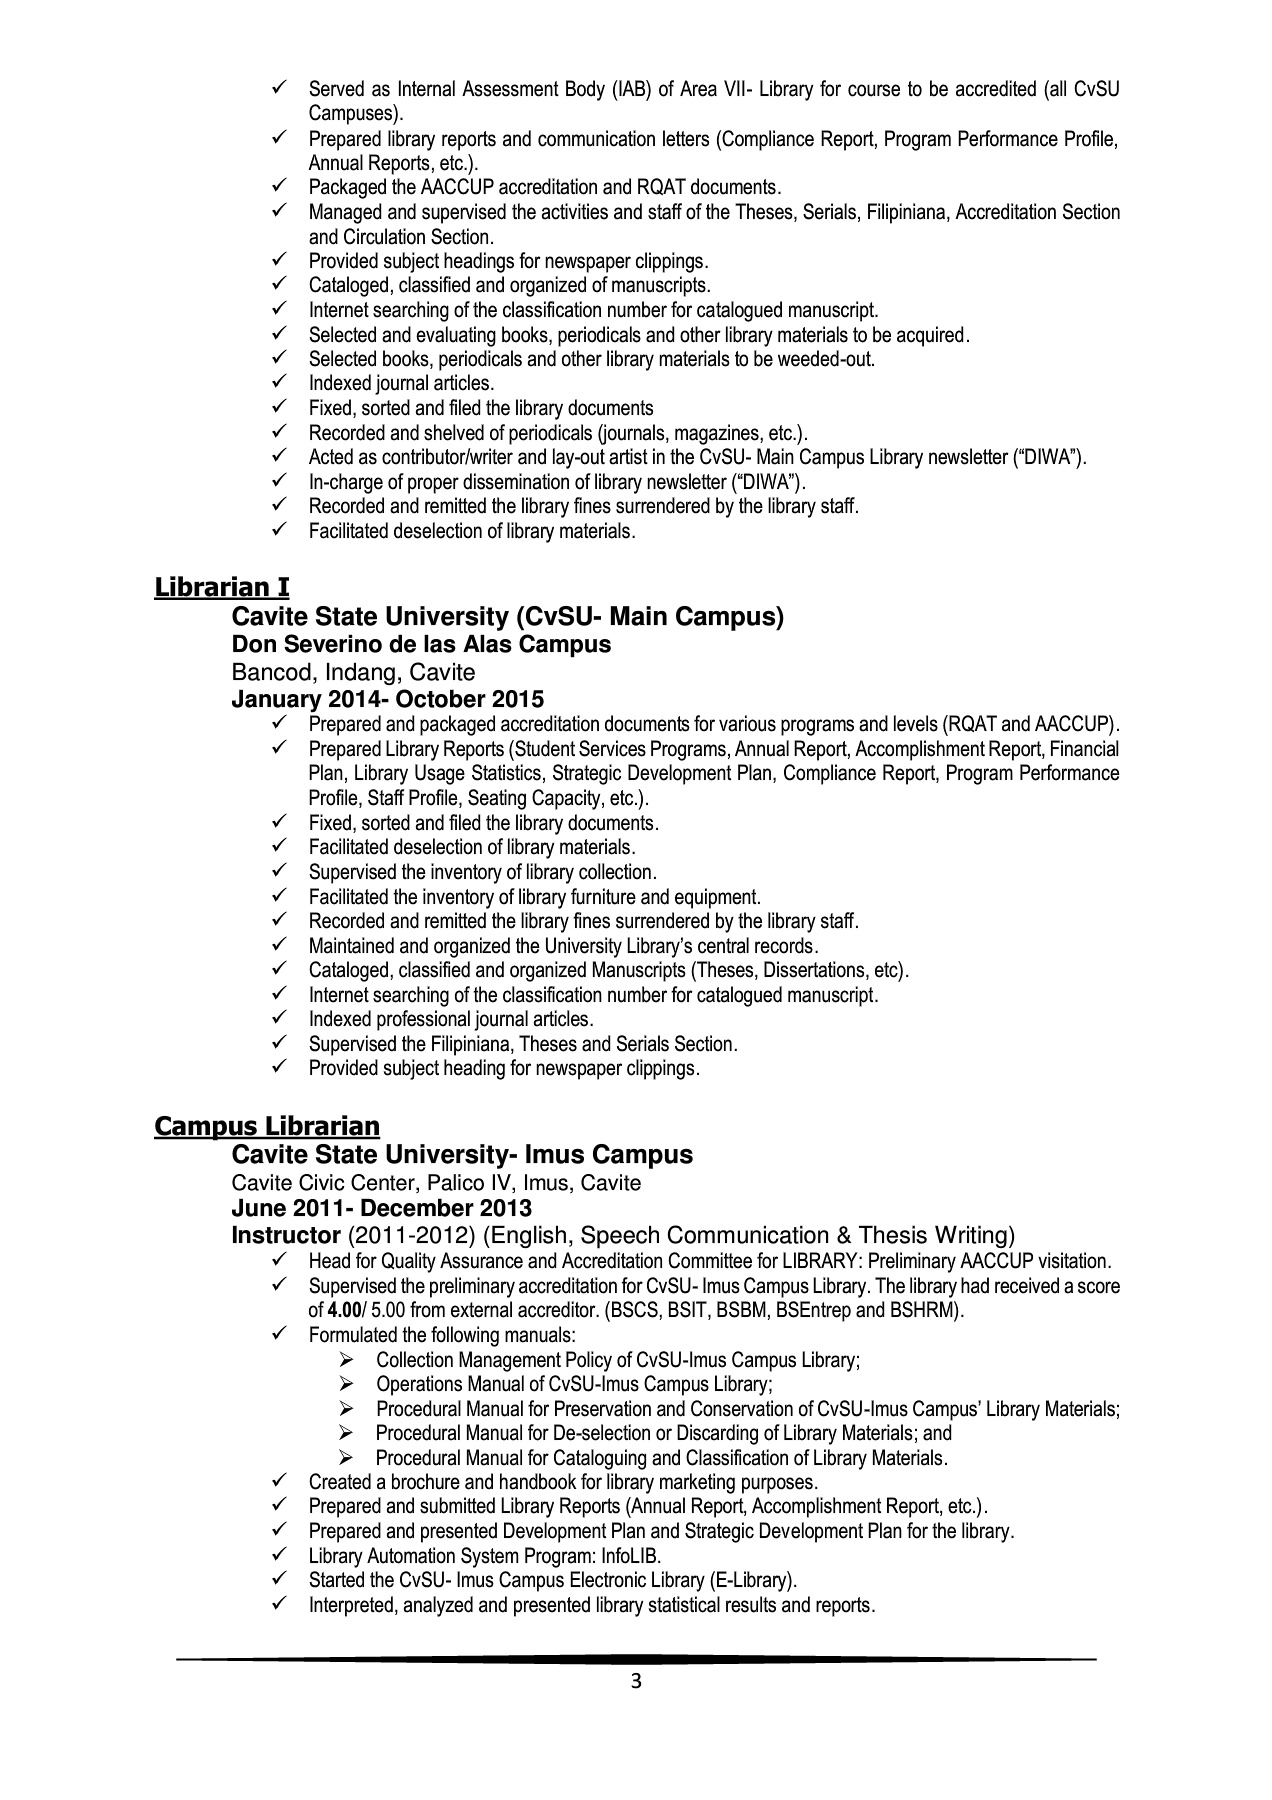 ✓ Served as Internal Assessment Body (IAB) of Area VII- Library for course to be accredited (all CvSU
Campuses).
✓ Prepared library reports and communication letters (Compliance Report, Program Performance Profile,
Annual Reports, etc.).
✓ Packaged the AACCUP accreditation and RQAT documents.
✓ Managed and supervised the activities and staff of the Theses, Serials, Filipiniana, Accreditation Section
and Circulation Section.
✓ Provided subject headings for newspaper clippings.
✓ Cataloged, classified and organized of manuscripts.
✓ Internet searching of the classification number for catalogued manuscript.
✓ Selected and evaluating books, periodicals and other library materials to be acquired.
✓ Selected books, periodicals and other library materials to be weeded-out.
✓ Indexed journal articles.
✓ Fixed, sorted and filed the library documents
✓ Recorded and shelved of periodicals (journals, magazines, etc.).
✓ Acted as contributor/writer and lay-out artist in the CvSU- Main Campus Library newsletter (“DIWA”).
✓ In-charge of proper dissemination of library newsletter (“DIWA”).
✓ Recorded and remitted the library fines surrendered by the library staff.
✓ Facilitated deselection of library materials.
Librarian I
Cavite State University (CvSU- Main Campus)
Don Severino de las Alas Campus
Bancod, Indang, Cavite
January 2014- October 2015
✓ Prepared and packaged accreditation documents for various programs and levels (RQAT and AACCUP).
✓ Prepared Library Reports (Student Services Programs, Annual Report, Accomplishment Report, Financial
Plan, Library Usage Statistics, Strategic Development Plan, Compliance Report, Program Performance
Profile, Staff Profile, Seating Capacity, etc.).
✓ Fixed, sorted and filed the library documents.
✓ Facilitated deselection of library materials.
✓ Supervised the inventory of library collection.
✓ Facilitated the inventory of library furniture and equipment.
✓ Recorded and remitted the library fines surrendered by the library staff.
✓ Maintained and organized the University Library’s central records.
✓ Cataloged, classified and organized Manuscripts (Theses, Dissertations, etc).
✓ Internet searching of the classification number for catalogued manuscript.
✓ Indexed professional journal articles.
✓ Supervised the Filipiniana, Theses and Serials Section.
✓ Provided subject heading for newspaper clippings.
Campus Librarian
Cavite State University- Imus Campus
Cavite Civic Center, Palico IV, Imus, Cavite
June 2011- December 2013
Instructor (2011-2012) (English, Speech Communication & Thesis Writing)
✓ Head for Quality Assurance and Accreditation Committee for LIBRARY: Preliminary AACCUP visitation.
✓ Supervised the preliminary accreditation for CvSU- Imus Campus Library. The library had received a score
of 4.00/ 5.00 from external accreditor. (BSCS, BSIT, BSBM, BSEntrep and BSHRM).
✓ Formulated the following manuals:
➢ Collection Management Policy of CvSU-Imus Campus Library;
➢ Operations Manual of CvSU-Imus Campus Library;
➢ Procedural Manual for Preservation and Conservation of CvSU-Imus Campus’ Library Materials;
➢ Procedural Manual for De-selection or Discarding of Library Materials; and
➢ Procedural Manual for Cataloguing and Classification of Library Materials.
✓ Created a brochure and handbook for library marketing purposes.
✓ Prepared and submitted Library Reports (Annual Report, Accomplishment Report, etc.).
✓ Prepared and presented Development Plan and Strategic Development Plan for the library.
✓ Library Automation System Program: InfoLIB.
✓ Started the CvSU- Imus Campus Electronic Library (E-Library).
✓ Interpreted, analyzed and presented library statistical results and reports.
3